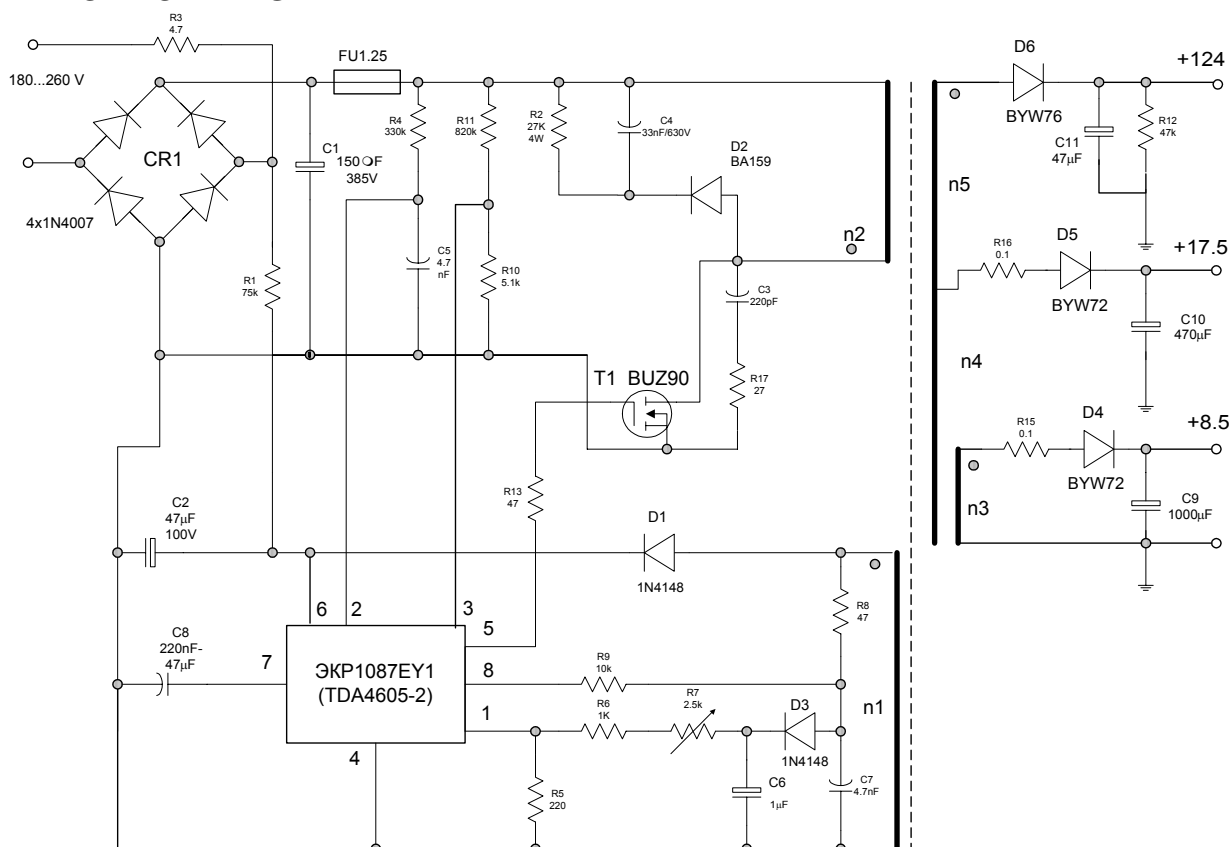 R3
4.7
180...260 V
CR1
4x1N4007
FU1.25
C1
150 F
385V
R4
330k
R11
820k
R2
27K
4W
C4
33nF/630V
D2
BA159
n2
C5
4.7
nF
R10
5.1k
R1
75k
C3
220pF
R17
27
T1 BUZ90
R13
47
C2
47µF
100V
D1
1N4148
6
2
3
5
8
1
7
4
C8
220nF-
47µF
ЭКР1087ЕУ1
(TDA4605-2)
R9
10k
R6
1K
R7
2.5k
D3
1N4148
R8
47
n1
R5
220
C6
1µF
C7
4.7nF
D6
BYW76
+124
C11
47µF
R12
47k
n5
R16
0.1
D5
BYW72
+17.5
C10
470µF
n4
R15
0.1
D4
BYW72
+8.5
n3
C9
1000µF